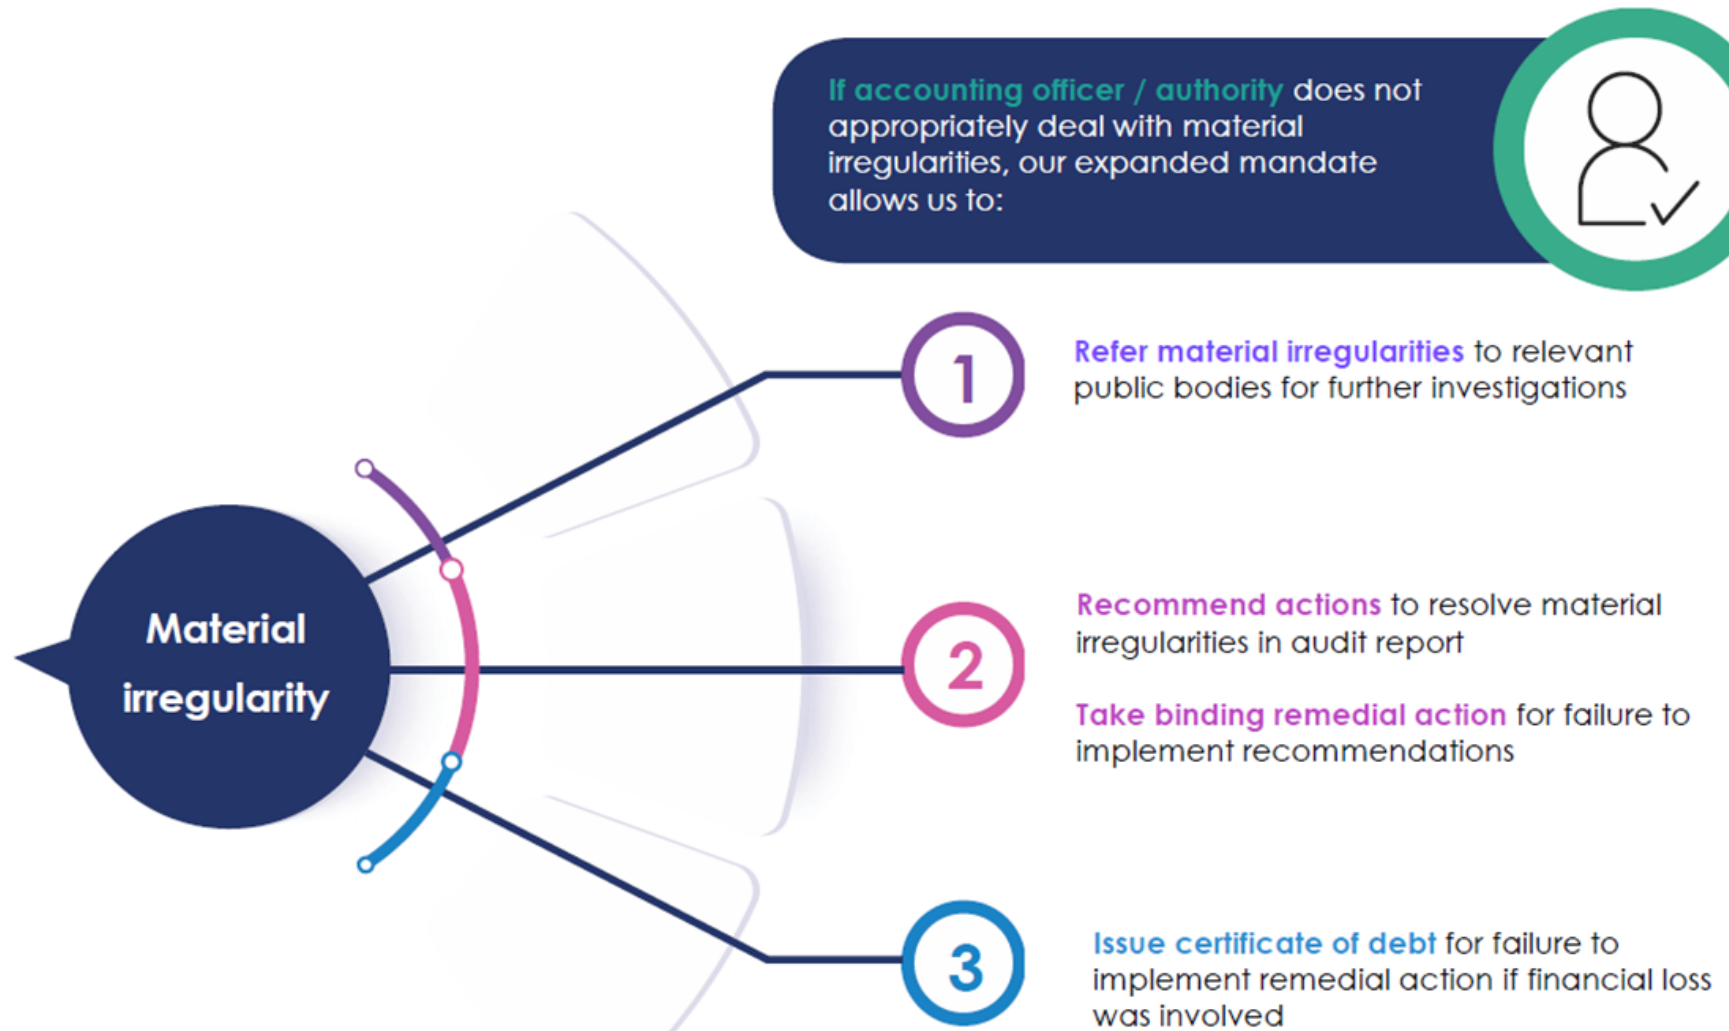 If accounting officer / authority does not
appropriately deal with material
irregularities, our expanded mandate
allows us to:
1
Refer material irregularities to relevant
public bodies for further investigations
Material
irregularity
2
Recommend actions to resolve material
irregularities in audit report
Take binding remedial action for failure to
implement recommendations
3
Issue certificate of debt for failure to
implement remedial action if financial loss
was involved